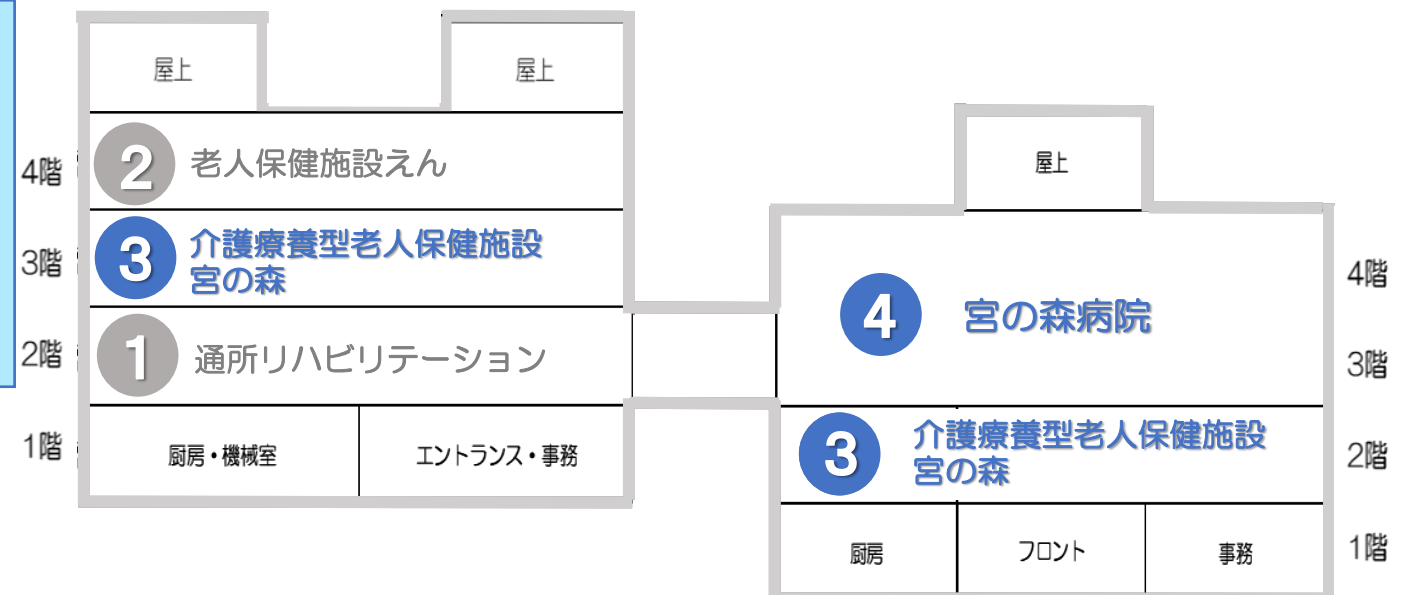 屋上
屋上
4階
2 老人保健施設えん
3階
3 介護療養型老人保健施設
宮の森
2階
1 通所リハビリテーション
1階
厨房・機械室
エントランス・事務
屋上
4階
4 宮の森病院
3階
3 介護療養型老人保健施設
宮の森
2階
厨房
フロント
事務
1階